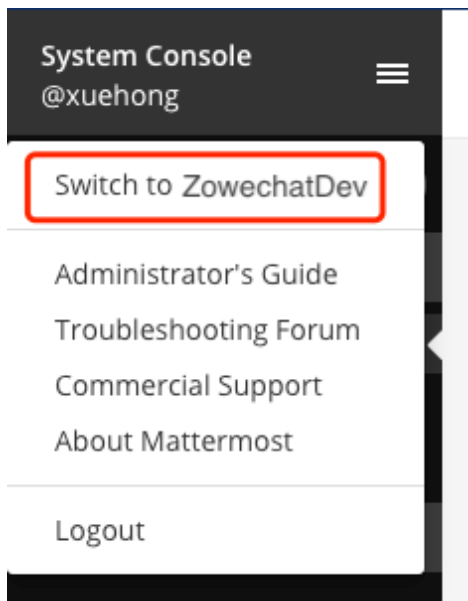 System Console
@xuehong
Switch to ZowechatDev
Administrator's Guide
Troubleshooting Forum
Commercial Support
About Mattermost
Logout